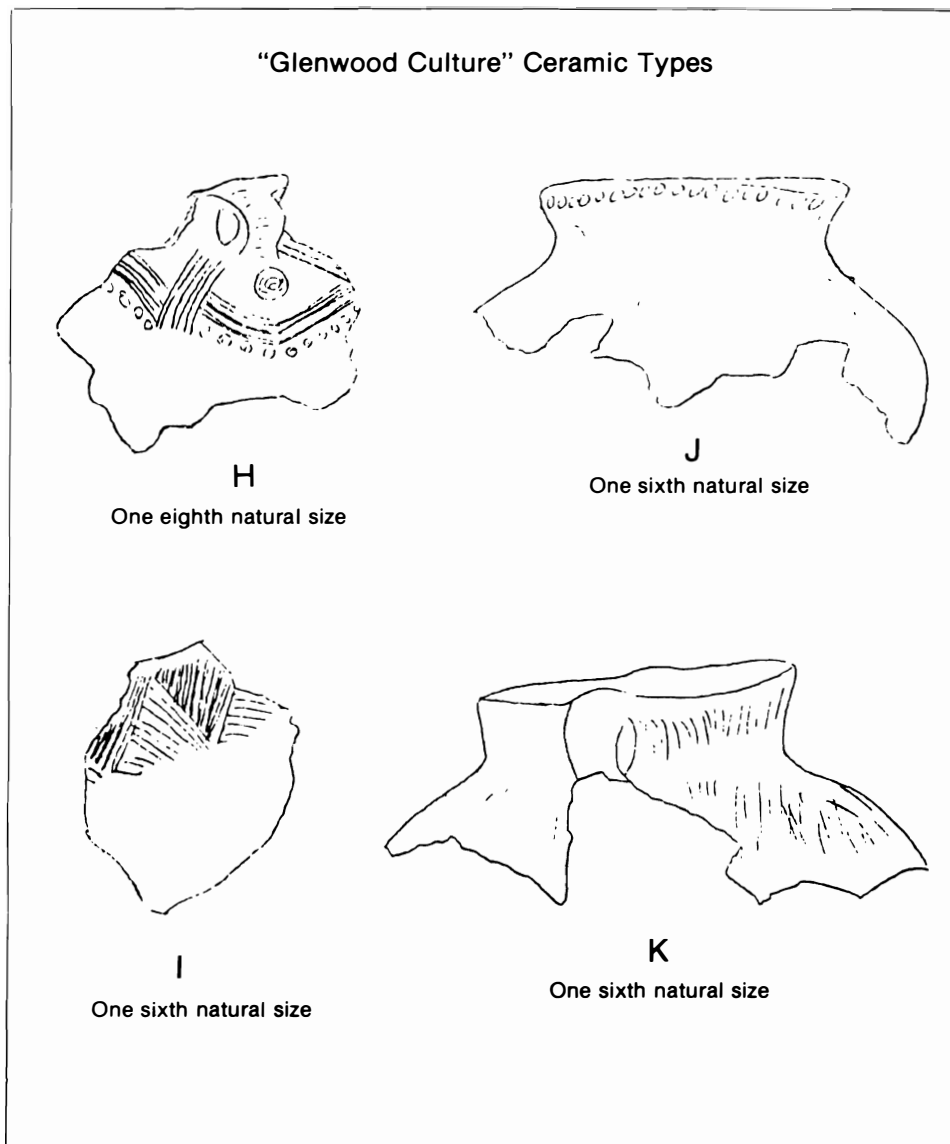 “Glenwood Culture” Ceramic Types
H
One eighth natural size
J
One sixth natural size
I
One sixth natural size
K
One sixth natural size